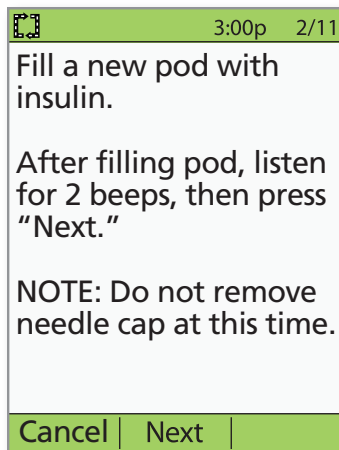 3:00p 2/11
Fill a new pod with
insulin.
After filling pod, listen
for 2 beeps, then press
“Next.”
NOTE: Do not remove
needle cap at this time.
Cancel Next